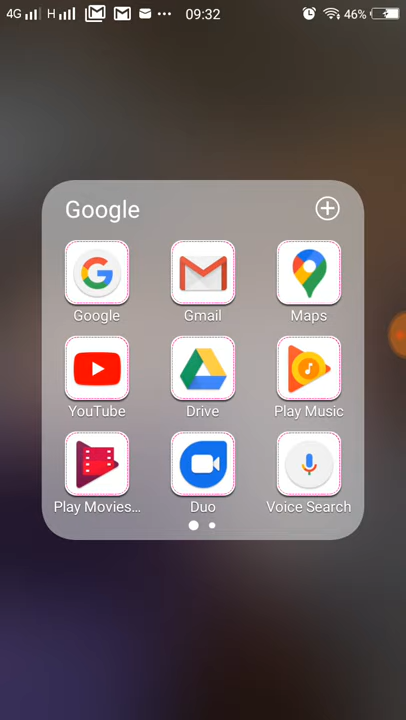 4G H 09:32 46%
Google
Google Gmail Maps
YouTube Drive Play Music
Play Movies... Duo Voice Search